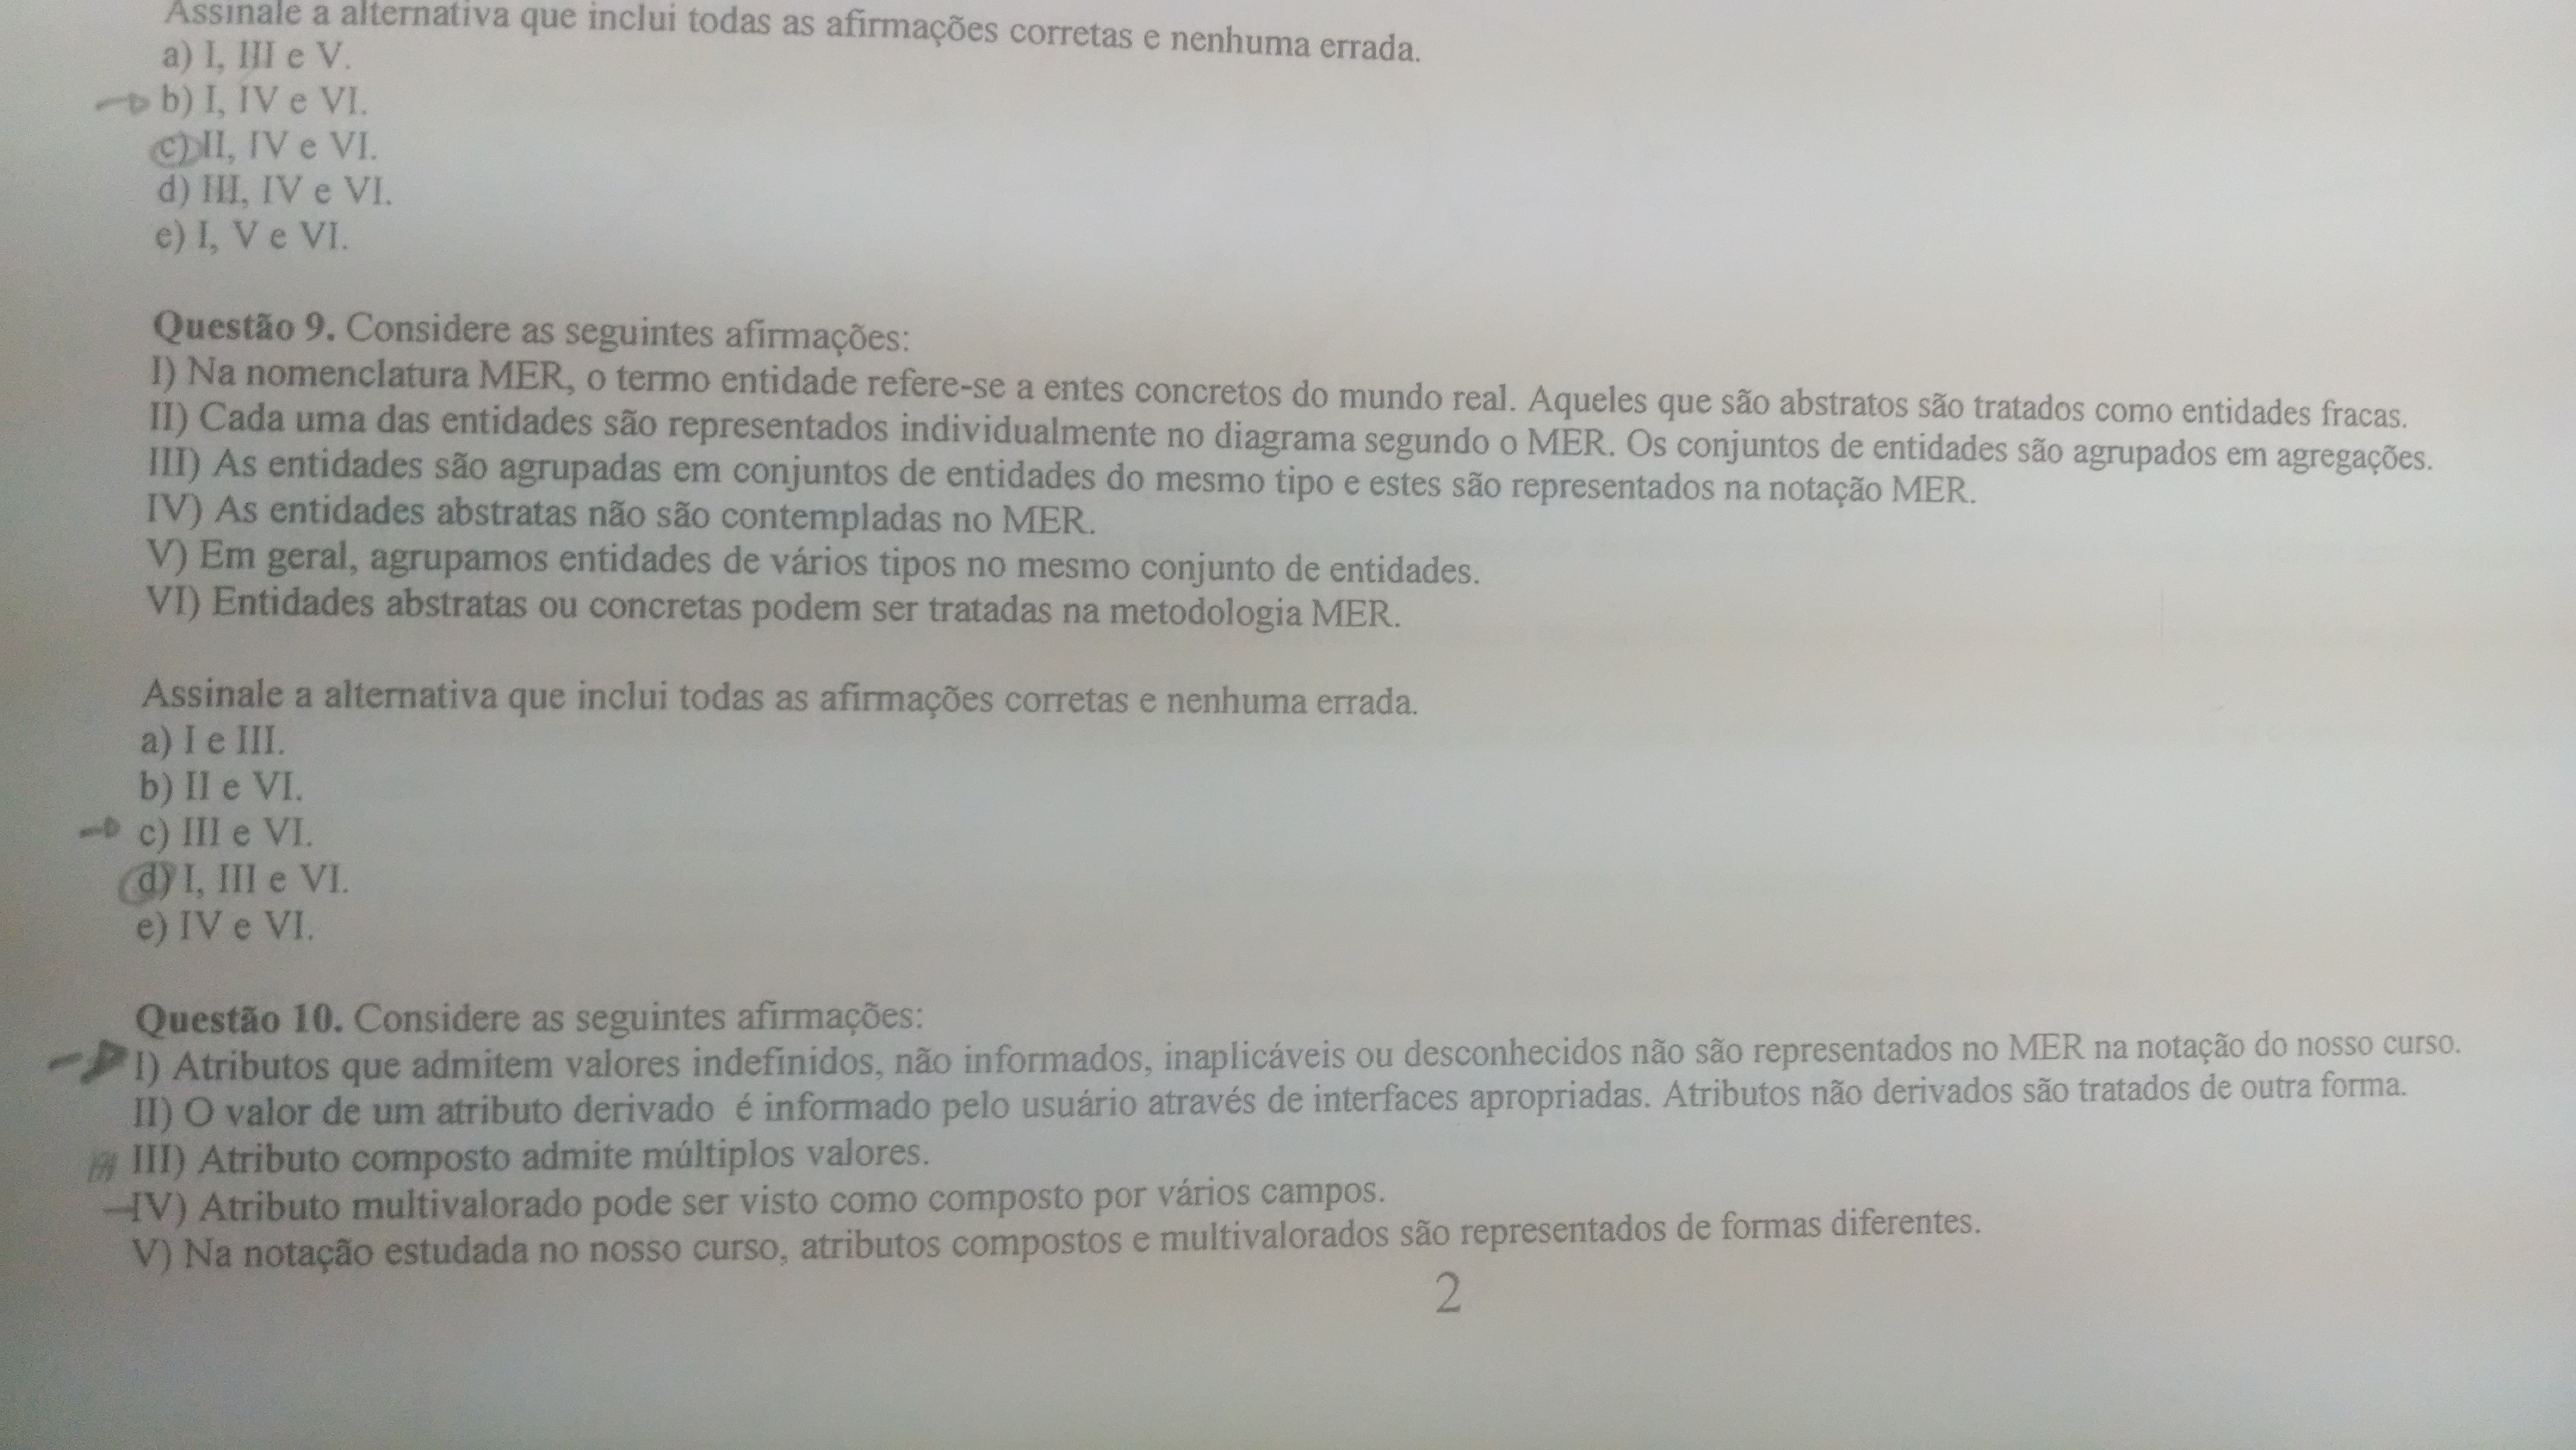 Assinale a alternativa que inclui todas as afirmações corretas e nenhuma errada.
a) I, III e V.
b) I, IV e VI.
c) II, IV e VI.
d) III, IV e VI.
e) I, V e VI.
Questão 9. Considere as seguintes afirmações:
I) Na nomenclatura MER, o termo entidade refere-se a entes concretos do mundo real. Aqueles que são abstratos são tratados como entidades fracas.
II) Cada uma das entidades são representados individualmente no diagrama segundo o MER. Os conjuntos de entidades são agrupados em agregações.
III) As entidades são agrupadas em conjuntos de entidades do mesmo tipo e estes são representados na notação MER.
IV) As entidades abstratas não são contempladas no MER.
V) Em geral, agrupamos entidades de vários tipos no mesmo conjunto de entidades.
VI) Entidades abstratas ou concretas podem ser tratadas na metodologia MER.
Assinale a alternativa que inclui todas as afirmações corretas e nenhuma errada.
a) I e III.
b) II e VI.
c) III e VI.
d) I, III e VI.
e) IV e VI.
Questão 10. Considere as seguintes afirmações:
I) Atributos que admitem valores indefinidos, não informados, inaplicáveis ou desconhecidos não são representados no MER na notação do nosso curso.
II) O valor de um atributo derivado é informado pelo usuário através de interfaces apropriadas. Atributos não derivados são tratados de outra forma.
III) Atributo composto admite múltiplos valores.
IV) Atributo multivalorado pode ser visto como composto por vários campos.
V) Na notação estudada no nosso curso, atributos compostos e multivalorados são representados de formas diferentes.
2